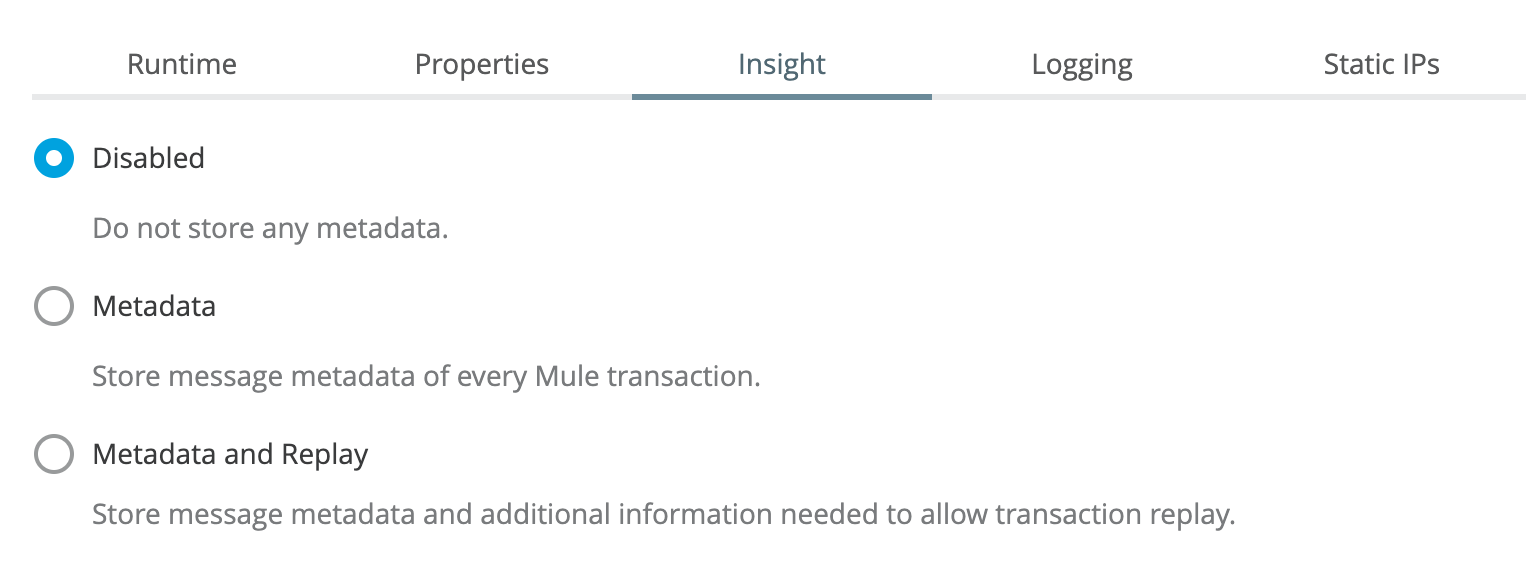 Runtime Properties Insight Logging Static IPs
Disabled
Do not store any metadata.
Metadata
Store message metadata of every Mule transaction.
Metadata and Replay
Store message metadata and additional information needed to allow transaction replay.